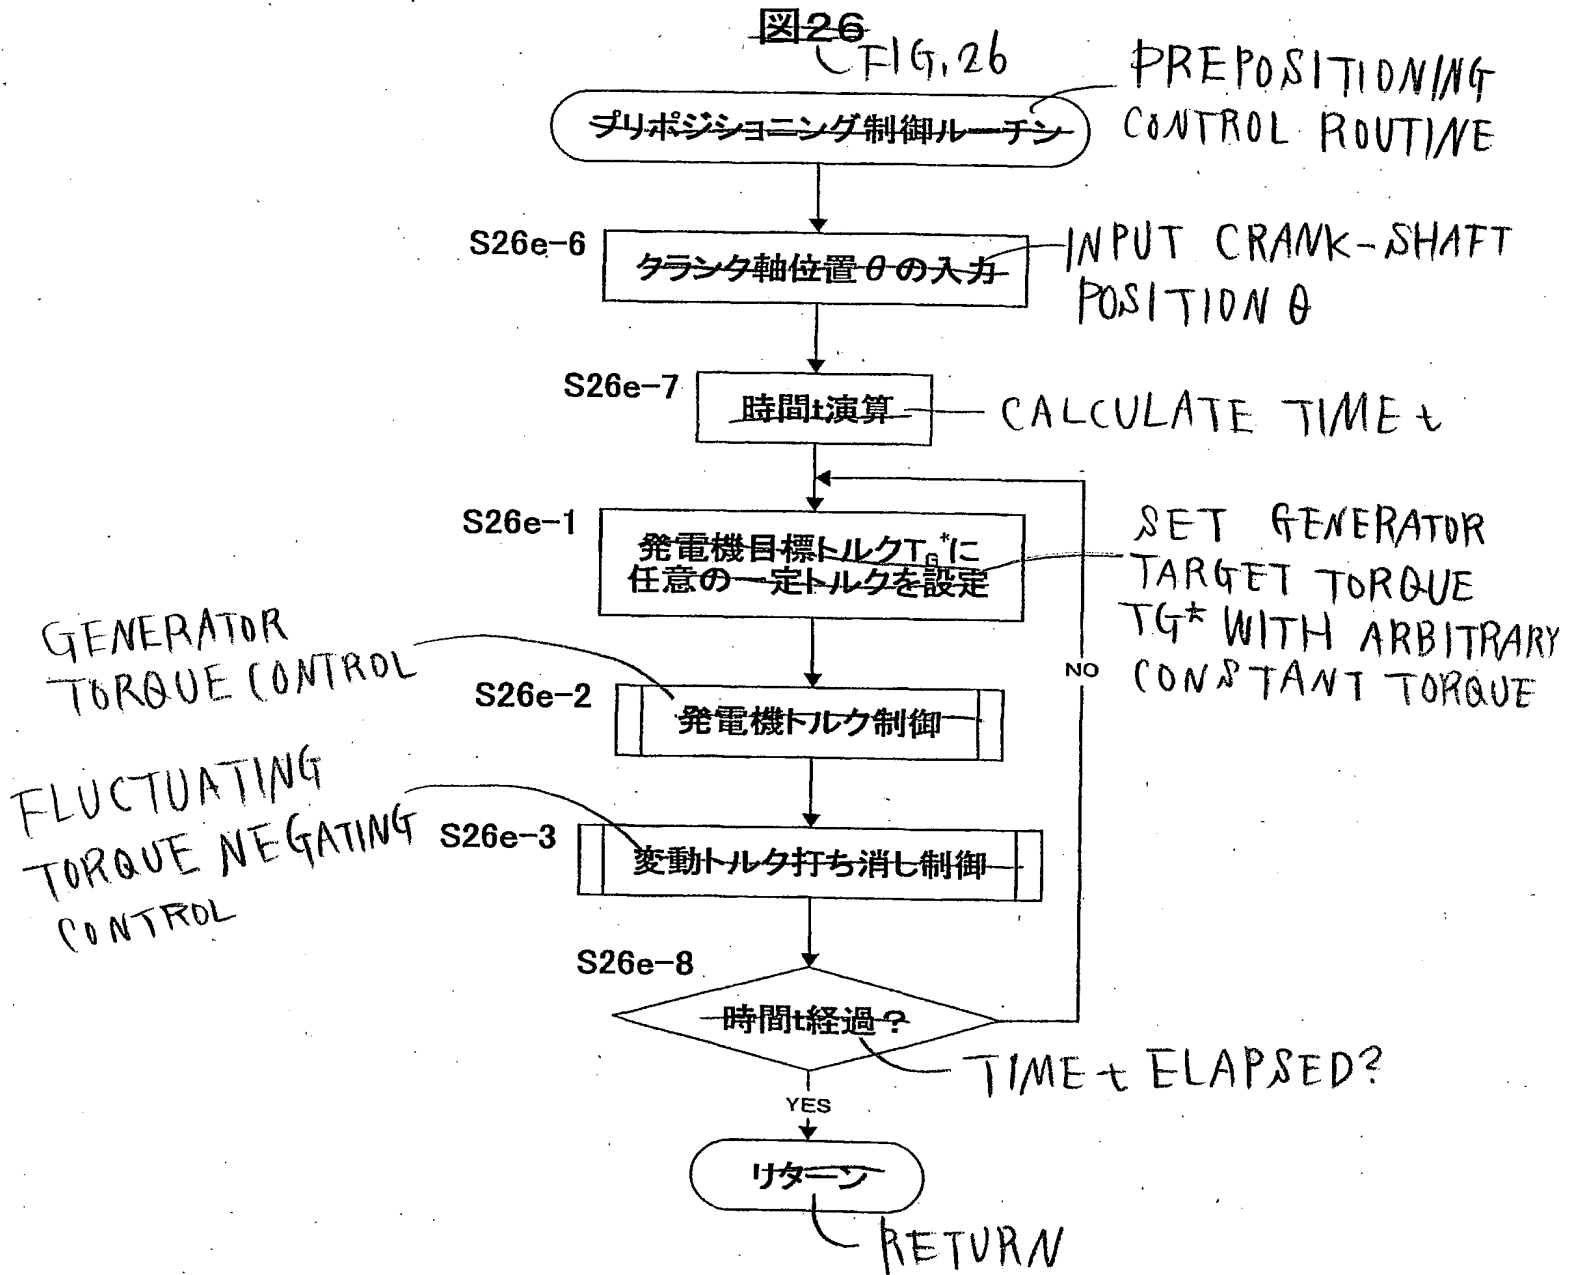 図26
FIG. 26
プリポジショニング制御ルーチン
PREPOSITIONING
CONTROL ROUTINE
S26e-6
クランク軸位置θの入力
INPUT CRANK-SHAFT
POSITION θ
S26e-7
時間t演算
CALCULATE TIME t
S26e-1
発電機目標トルクTG*に
任意の一定トルクを設定
SET GENERATOR
TARGET TORQUE
TG* WITH ARBITRARY
CONSTANT TORQUE
NO
GENERATOR
TORQUE CONTROL
S26e-2
発電機トルク制御
FLUCTUATING
TORQUE NEGATING
CONTROL
S26e-3
変動トルク打ち消し制御
S26e-8
時間t経過?
TIME t ELAPSED?
YES
リターン
RETURN